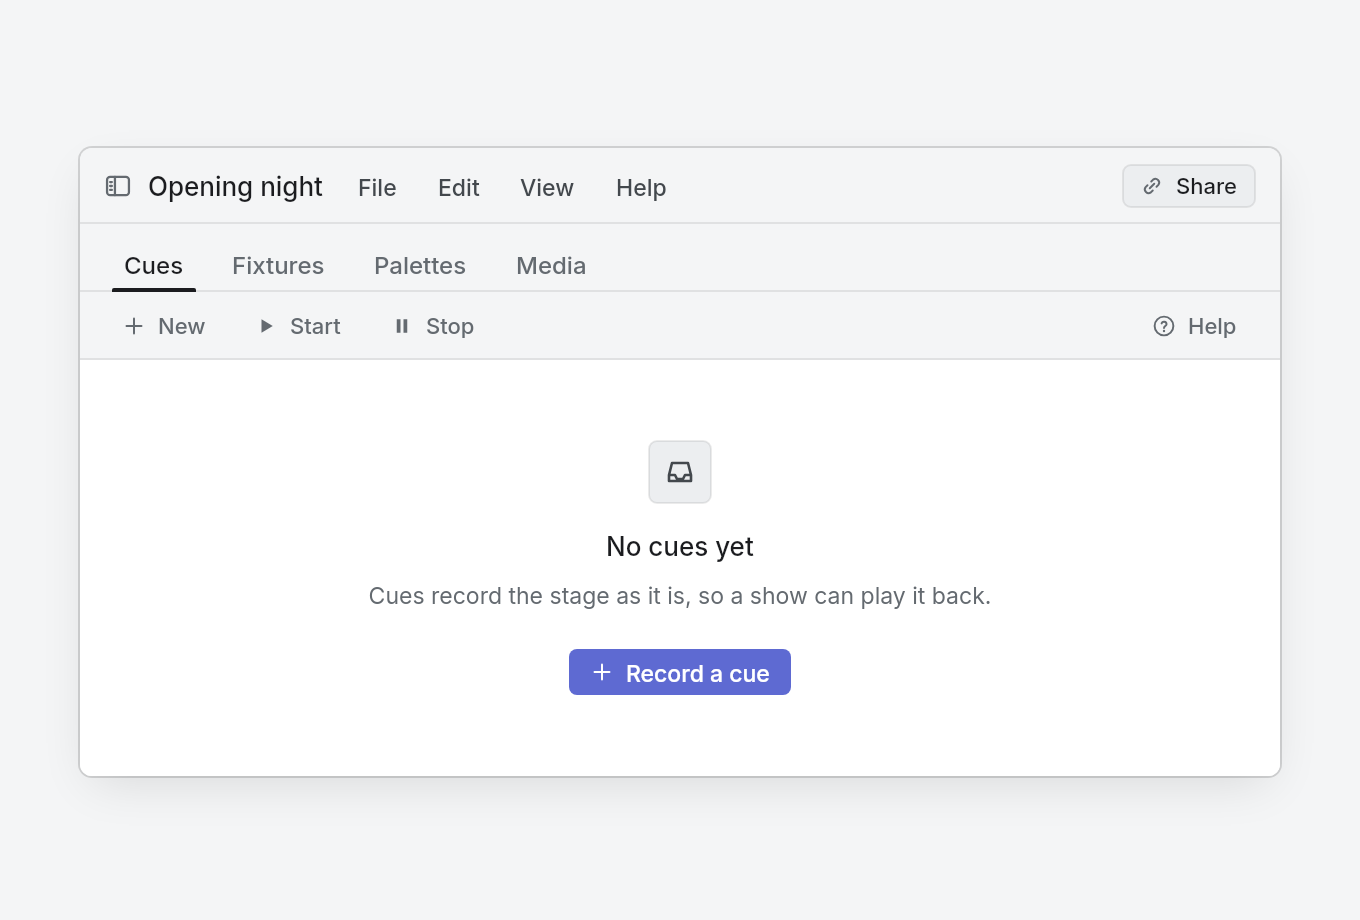 Opening night File Edit View Help Share
Cues Fixtures Palettes Media
New Start Stop Help
No cues yet
Cues record the stage as it is, so a show can play it back.
Record a cue